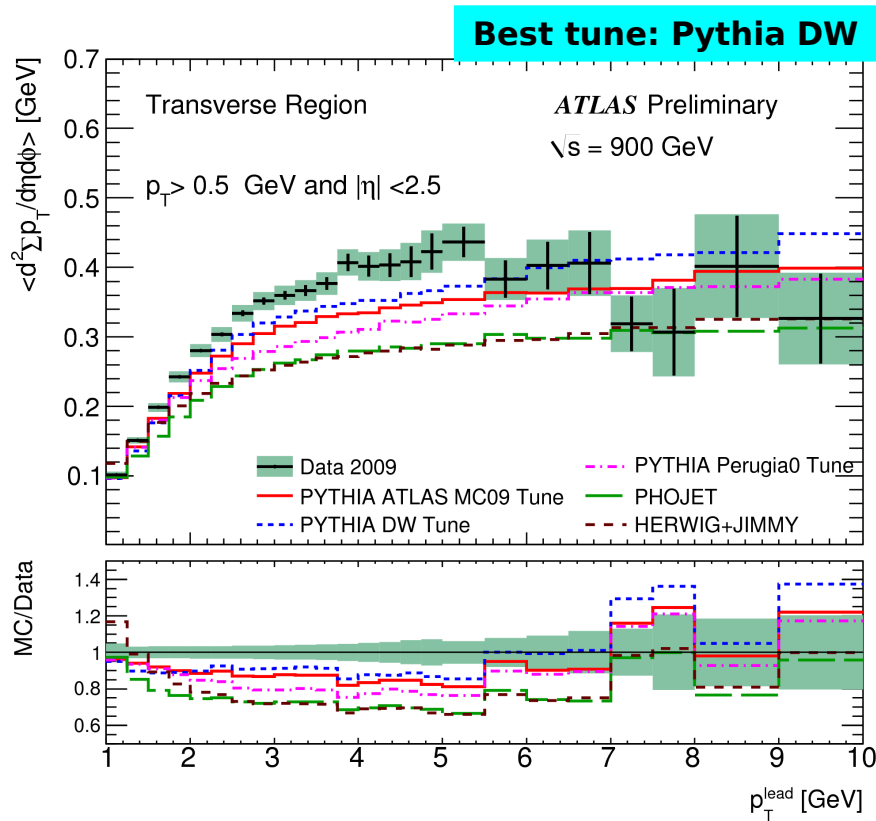 Best tune: Pythia DW
<d²Σp_T/dηdϕ> [GeV]
0.7
0.6
0.5
0.4
0.3
0.2
0.1
Transverse Region
ATLAS Preliminary
√s = 900 GeV
p_T> 0.5 GeV and |η| <2.5
Data 2009
PYTHIA ATLAS MC09 Tune
PYTHIA DW Tune
PYTHIA Perugia0 Tune
PHOJET
HERWIG+JIMMY
MC/Data
1.4
1.2
1
0.8
0.6
1 2 3 4 5 6 7 8 9 10
p_T^lead [GeV]